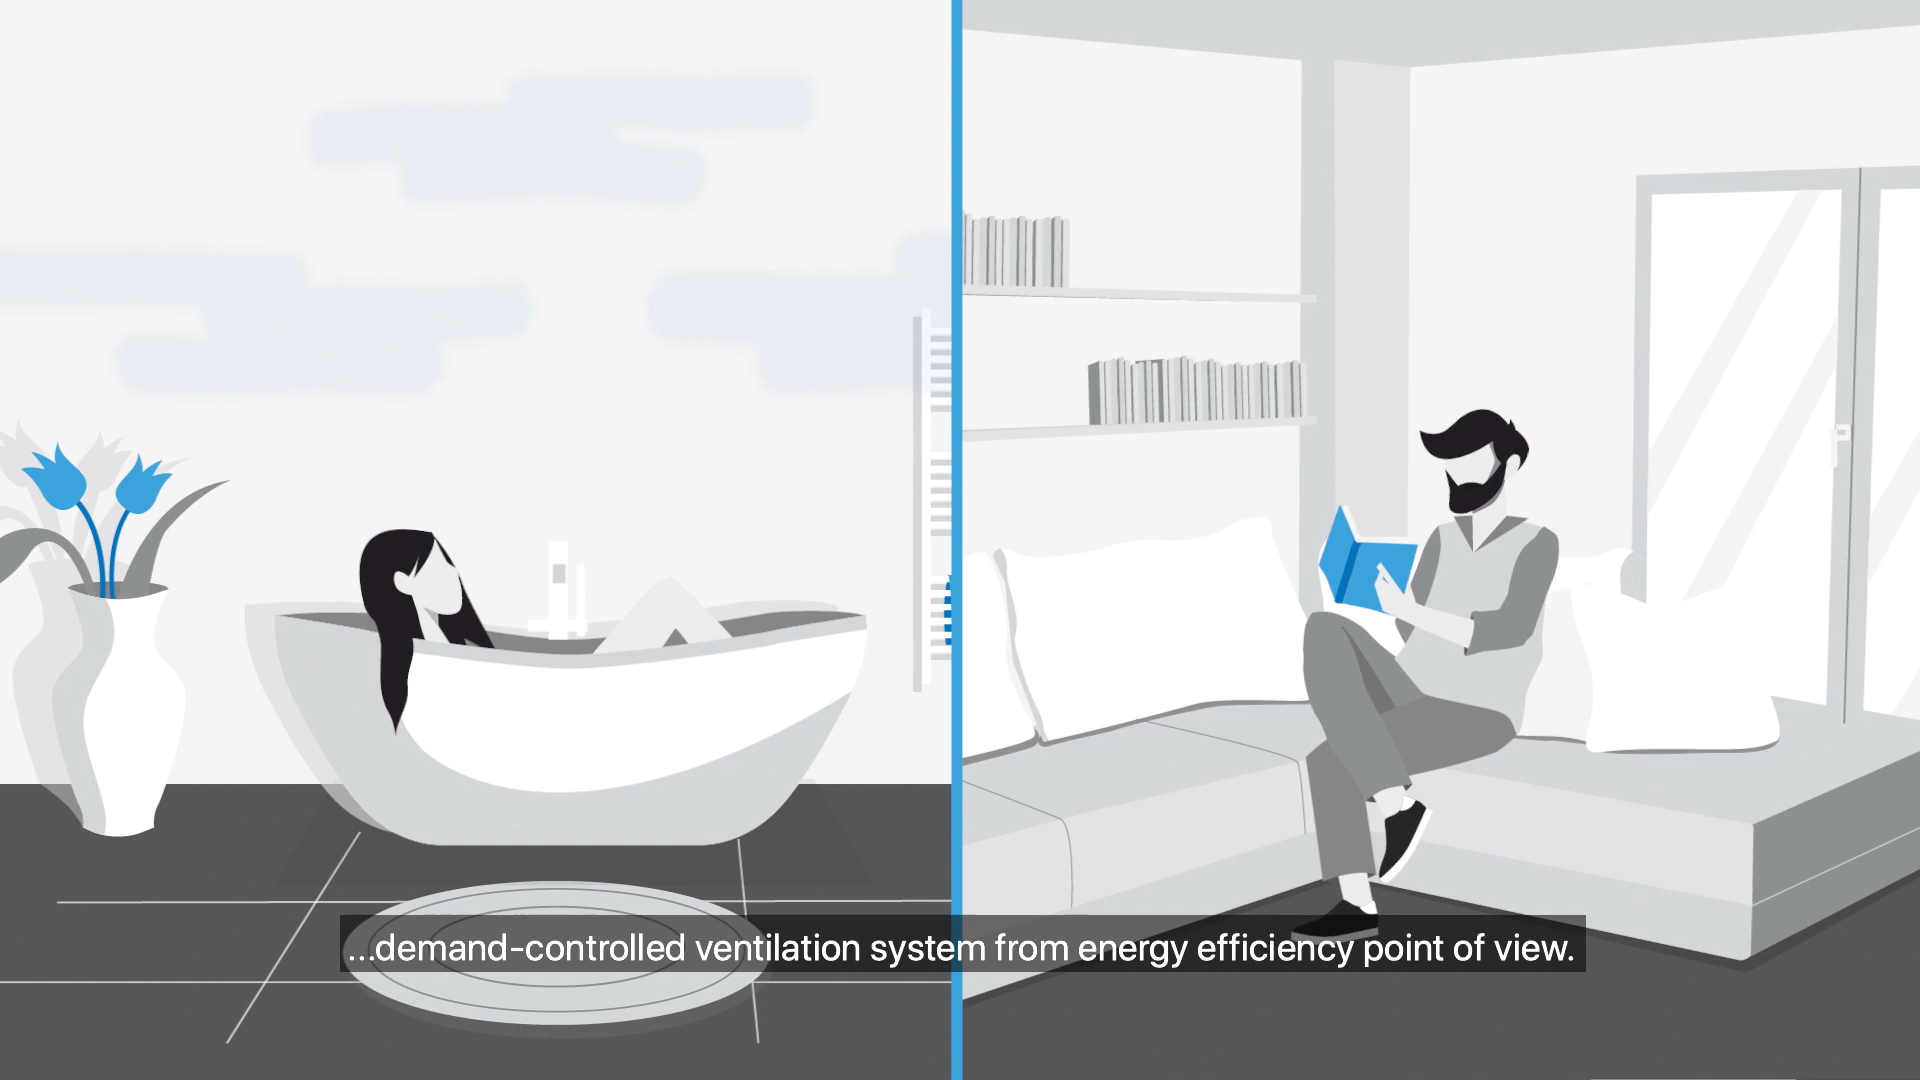 ...demand-controlled ventilation system from energy efficiency point of view.